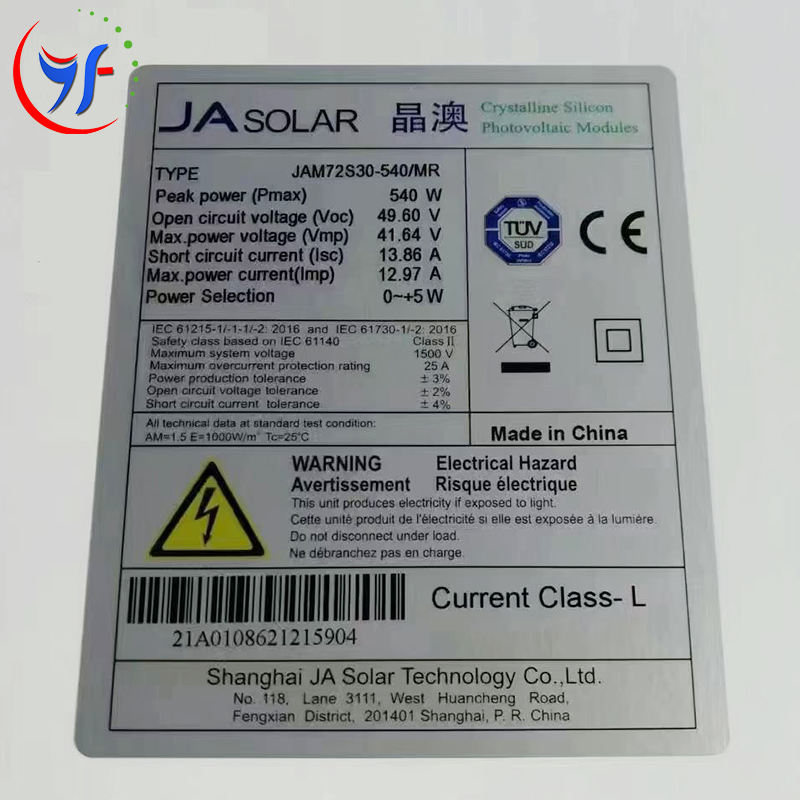 YF
JA SOLAR 晶澳 Crystalline Silicon
Photovoltaic Modules
TYPE JAM72S30-540/MR
Peak power (Pmax) 540 W
Open circuit voltage (Voc) 49.60 V
Max.power voltage (Vmp) 41.64 V
Short circuit current (Isc) 13.86 A
Max.power current(Imp) 12.97 A
Power Selection 0~+5 W
TÜV
SÜD
CE
IEC 61215-1/-1-1/-2: 2016 and IEC 61730-1/-2: 2016
Safety class based on IEC 61140 Class II
Maximum system voltage 1500 V
Maximum overcurrent protection rating 25 A
Power production tolerance ± 3%
Open circuit voltage tolerance ± 2%
Short circuit current tolerance ± 4%
All technical data at standard test condition:
AM=1.5 E=1000W/m² Tc=25°C
Made in China
WARNING Electrical Hazard
Avertissement Risque électrique
This unit produces electricity if exposed to light.
Cette unité produit de l'électricité si elle est exposée à la lumière.
Do not disconnect under load.
Ne débranchez pas en charge.
21A0108621215904
Current Class- L
Shanghai JA Solar Technology Co.,Ltd.
No. 118, Lane 3111, West Huancheng Road,
Fengxian District, 201401 Shanghai, P. R. China